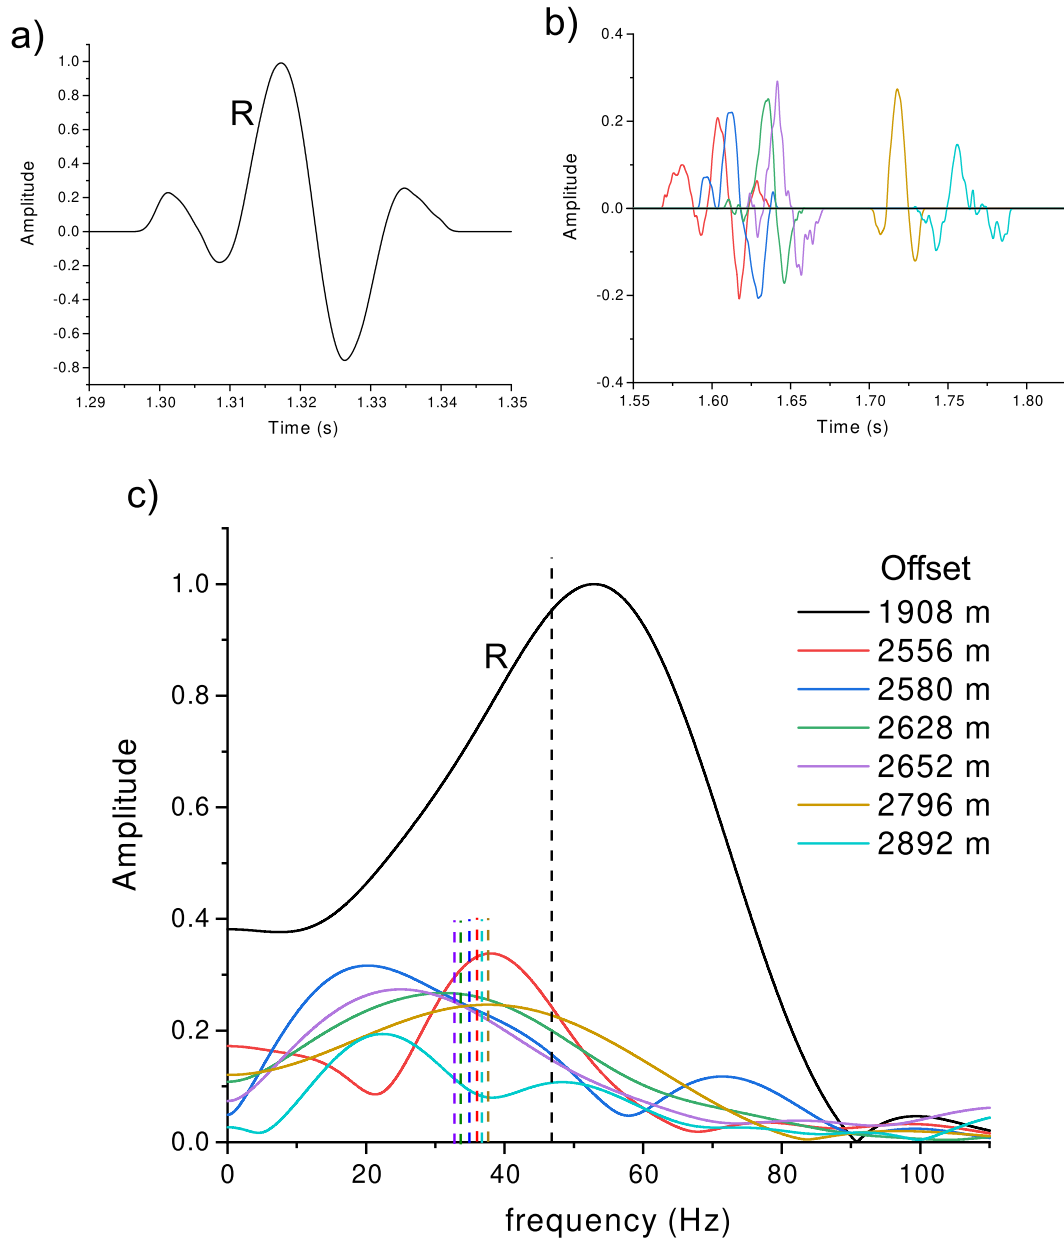 a)
R
Amplitude
1.0
0.8
0.6
0.4
0.2
0.0
-0.2
-0.4
-0.6
-0.8
1.29 1.30 1.31 1.32 1.33 1.34 1.35
Time (s)
b)
Amplitude
0.4
0.2
0.0
-0.2
-0.4
1.55 1.60 1.65 1.70 1.75 1.80
Time (s)
c)
R
Amplitude
1.0
0.8
0.6
0.4
0.2
0.0
0 20 40 60 80 100
frequency (Hz)
Offset
1908 m
2556 m
2580 m
2628 m
2652 m
2796 m
2892 m